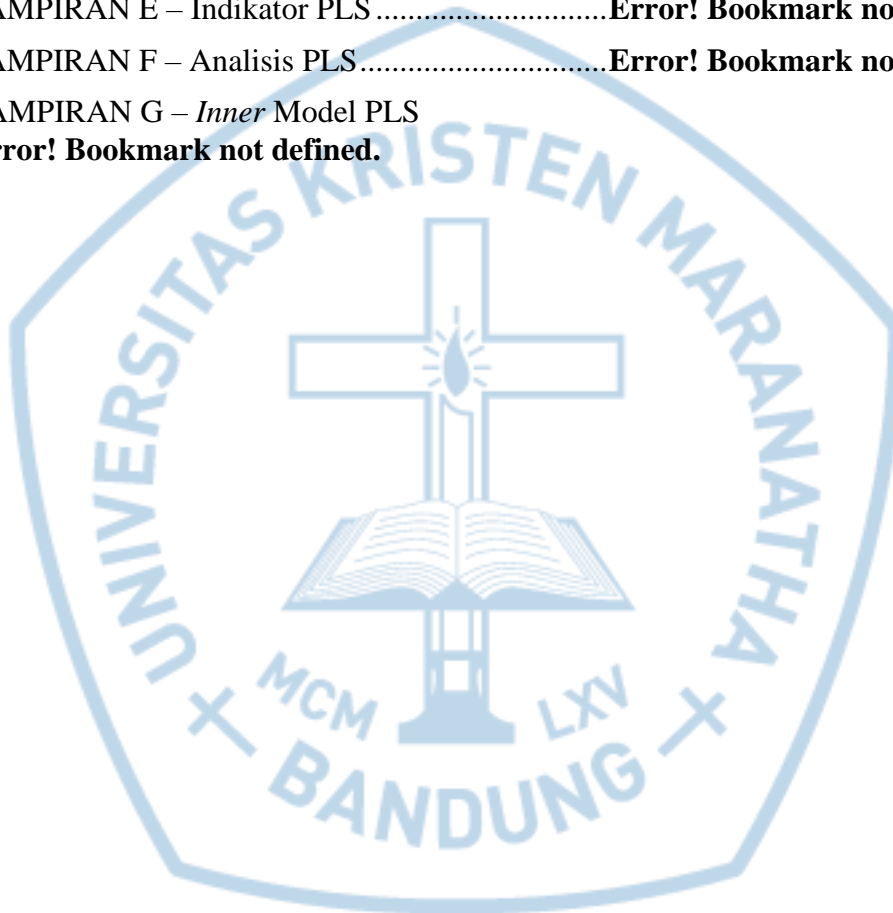 AMPIRAN E – Indikator PLS.............................Error! Bookmark no
AMPIRAN F – Analisis PLS..............................Error! Bookmark no
AMPIRAN G – Inner Model PLS
rror! Bookmark not defined.
UNIVERSITAS KRISTEN MARANATHA
MCM LXV
BANDUNG